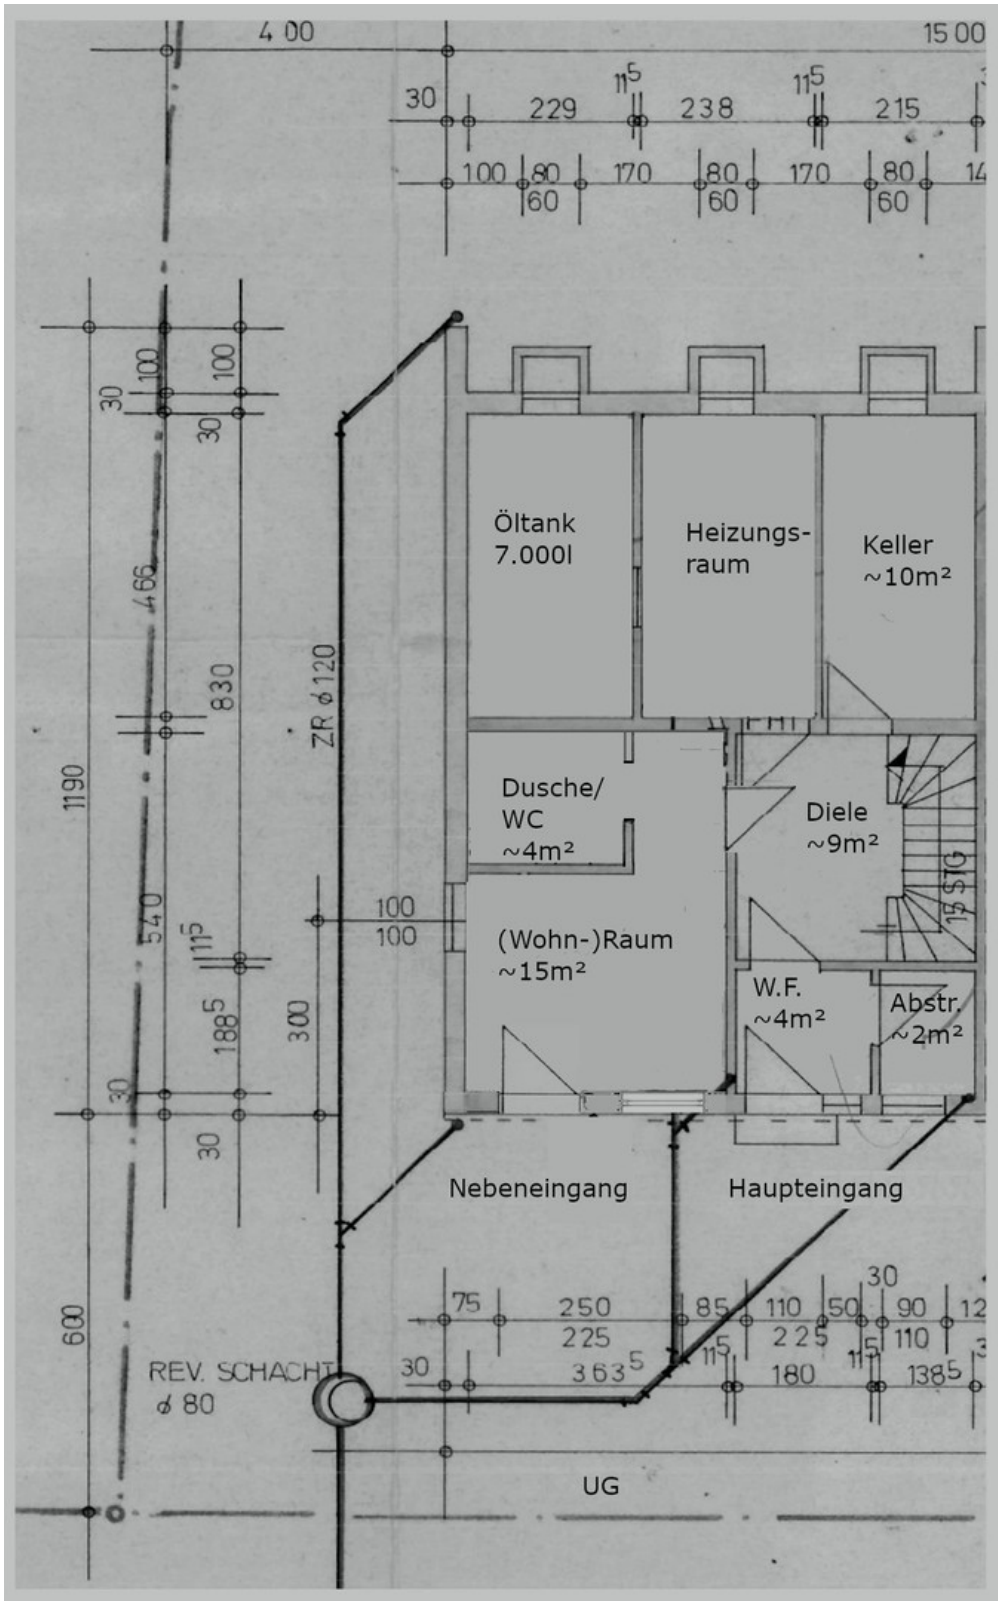 4 00
15 00
11⁵
11⁵
30
229
238
215
100
80
170
80
170
80
14
60
60
60
100
100
30
30
Öltank
7.000l
Heizungs-
raum
Keller
~10m²
466
830
ZR ϕ 120
1190
Dusche/
WC
~4m²
Diele
~9m²
15 STG
540
11⁵
100
100
(Wohn-)Raum
~15m²
W.F.
~4m²
Abstr.
~2m²
188⁵
300
30
30
Nebeneingang
Haupteingang
600
30
75
250
85
110
50
90
12
225
225
110
30
363⁵
11⁵
180
11⁵
138⁵
REV. SCHACHT
ϕ 80
UG